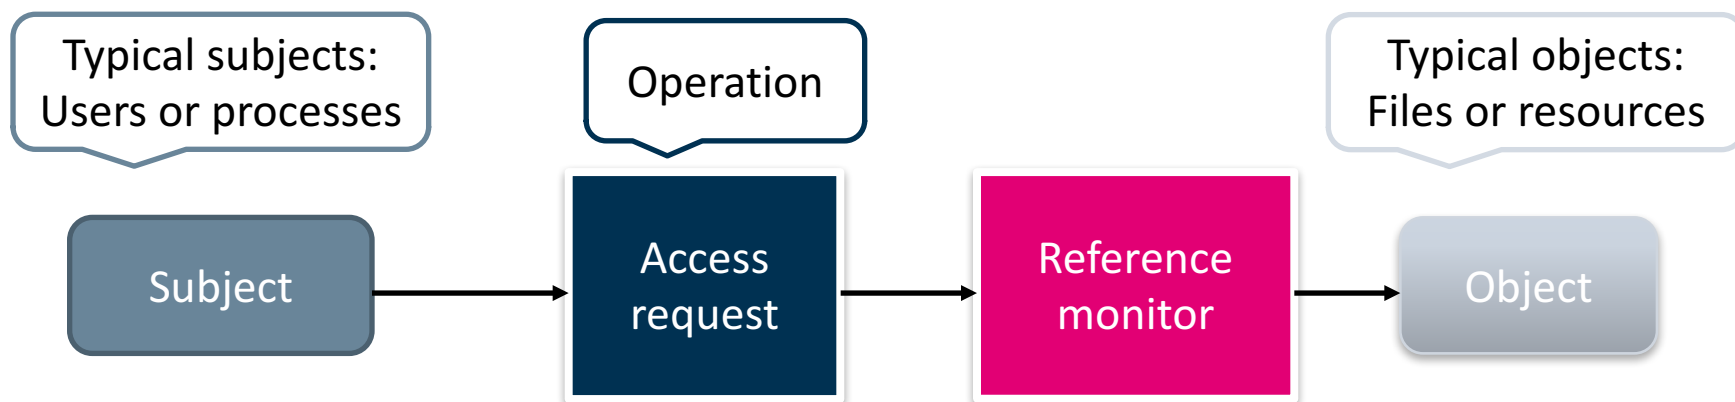 Typical subjects:
Users or processes
Operation
Typical objects:
Files or resources
Subject
Access
request
Reference
monitor
Object